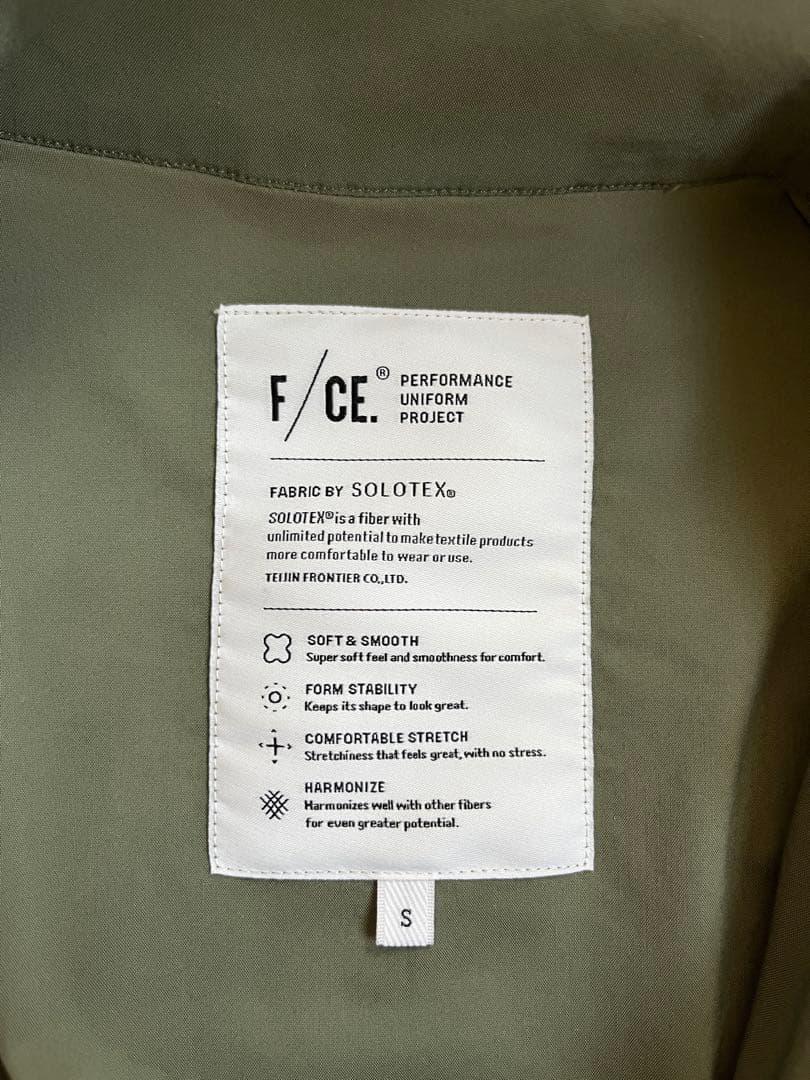 F/CE.® PERFORMANCE
UNIFORM
PROJECT
FABRIC BY SOLOTEX®
SOLOTEX® is a fiber with
unlimited potential to make textile products
more comfortable to wear or use.
TEIJIN FRONTIER CO.,LTD.
SOFT & SMOOTH
Super soft feel and smoothness for comfort.
FORM STABILITY
Keeps its shape to look great.
COMFORTABLE STRETCH
Stretchiness that feels great, with no stress.
HARMONIZE
Harmonizes well with other fibers
for even greater potential.
S